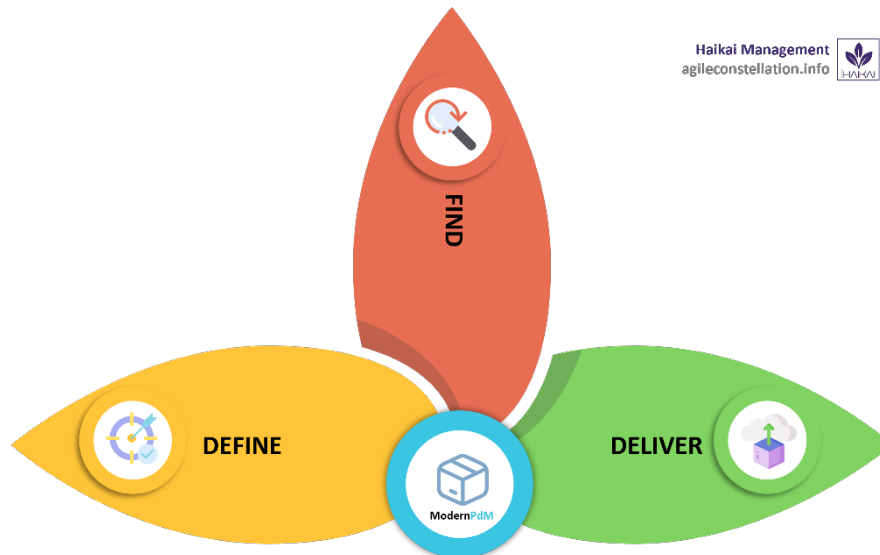 Haikai Management
agileconstellation.info
HAIKAI
FIND
DEFINE
DELIVER
ModernPdM